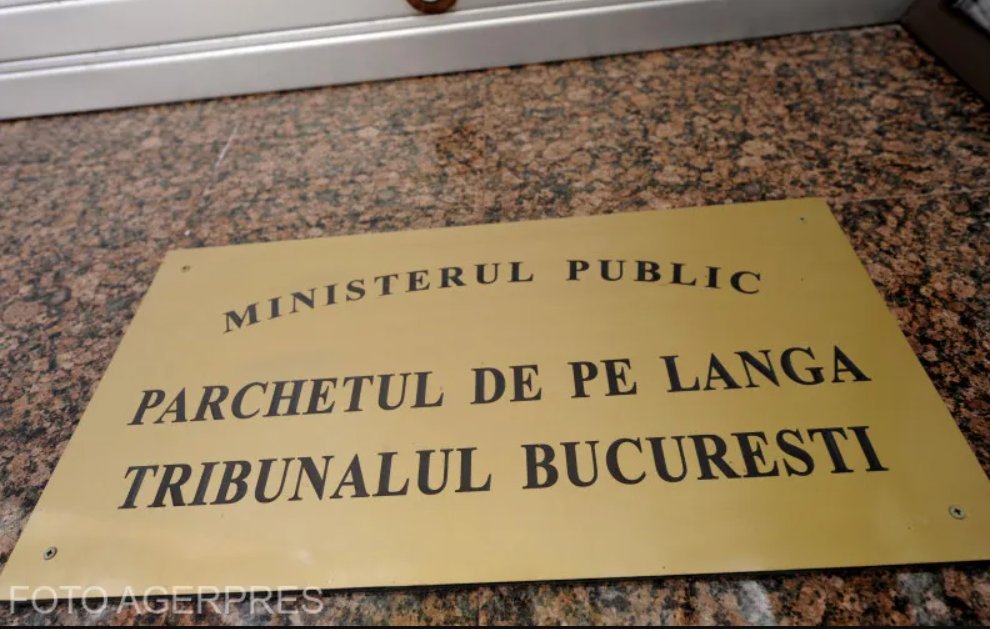 MINISTERUL PUBLIC
PARCHETUL DE PE LANGA
TRIBUNALUL BUCURESTI
FOTO AGERPRES